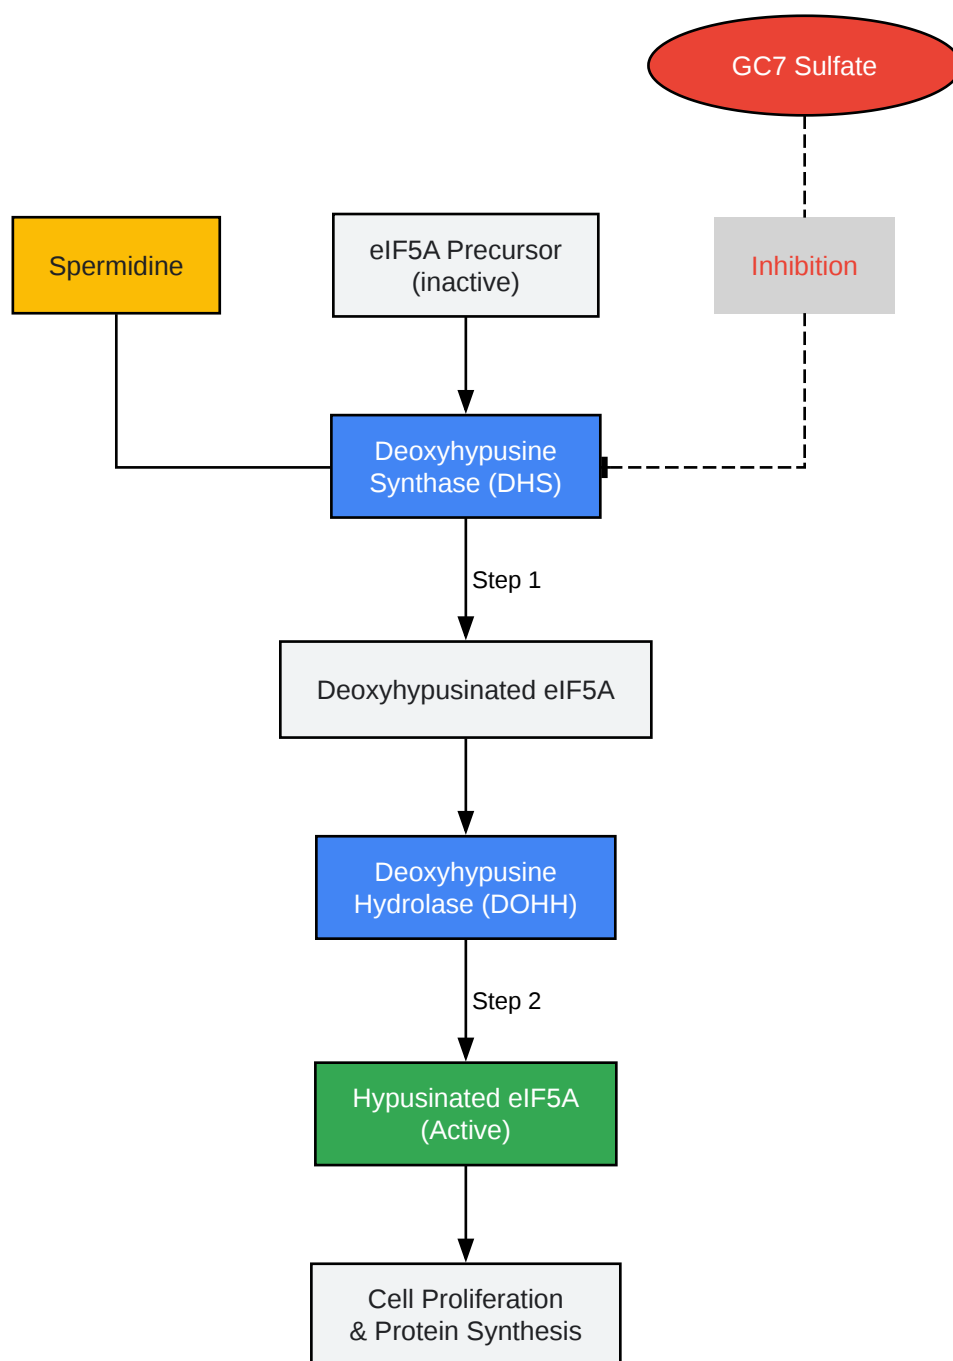 GC7 Sulfate
Spermidine
eIF5A Precursor
(inactive)
Inhibition
Deoxyhypusine
Synthase (DHS)
Step 1
Deoxyhypusinated eIF5A
Deoxyhypusine
Hydrolase (DOHH)
Step 2
Hypusinated eIF5A
(Active)
Cell Proliferation
& Protein Synthesis